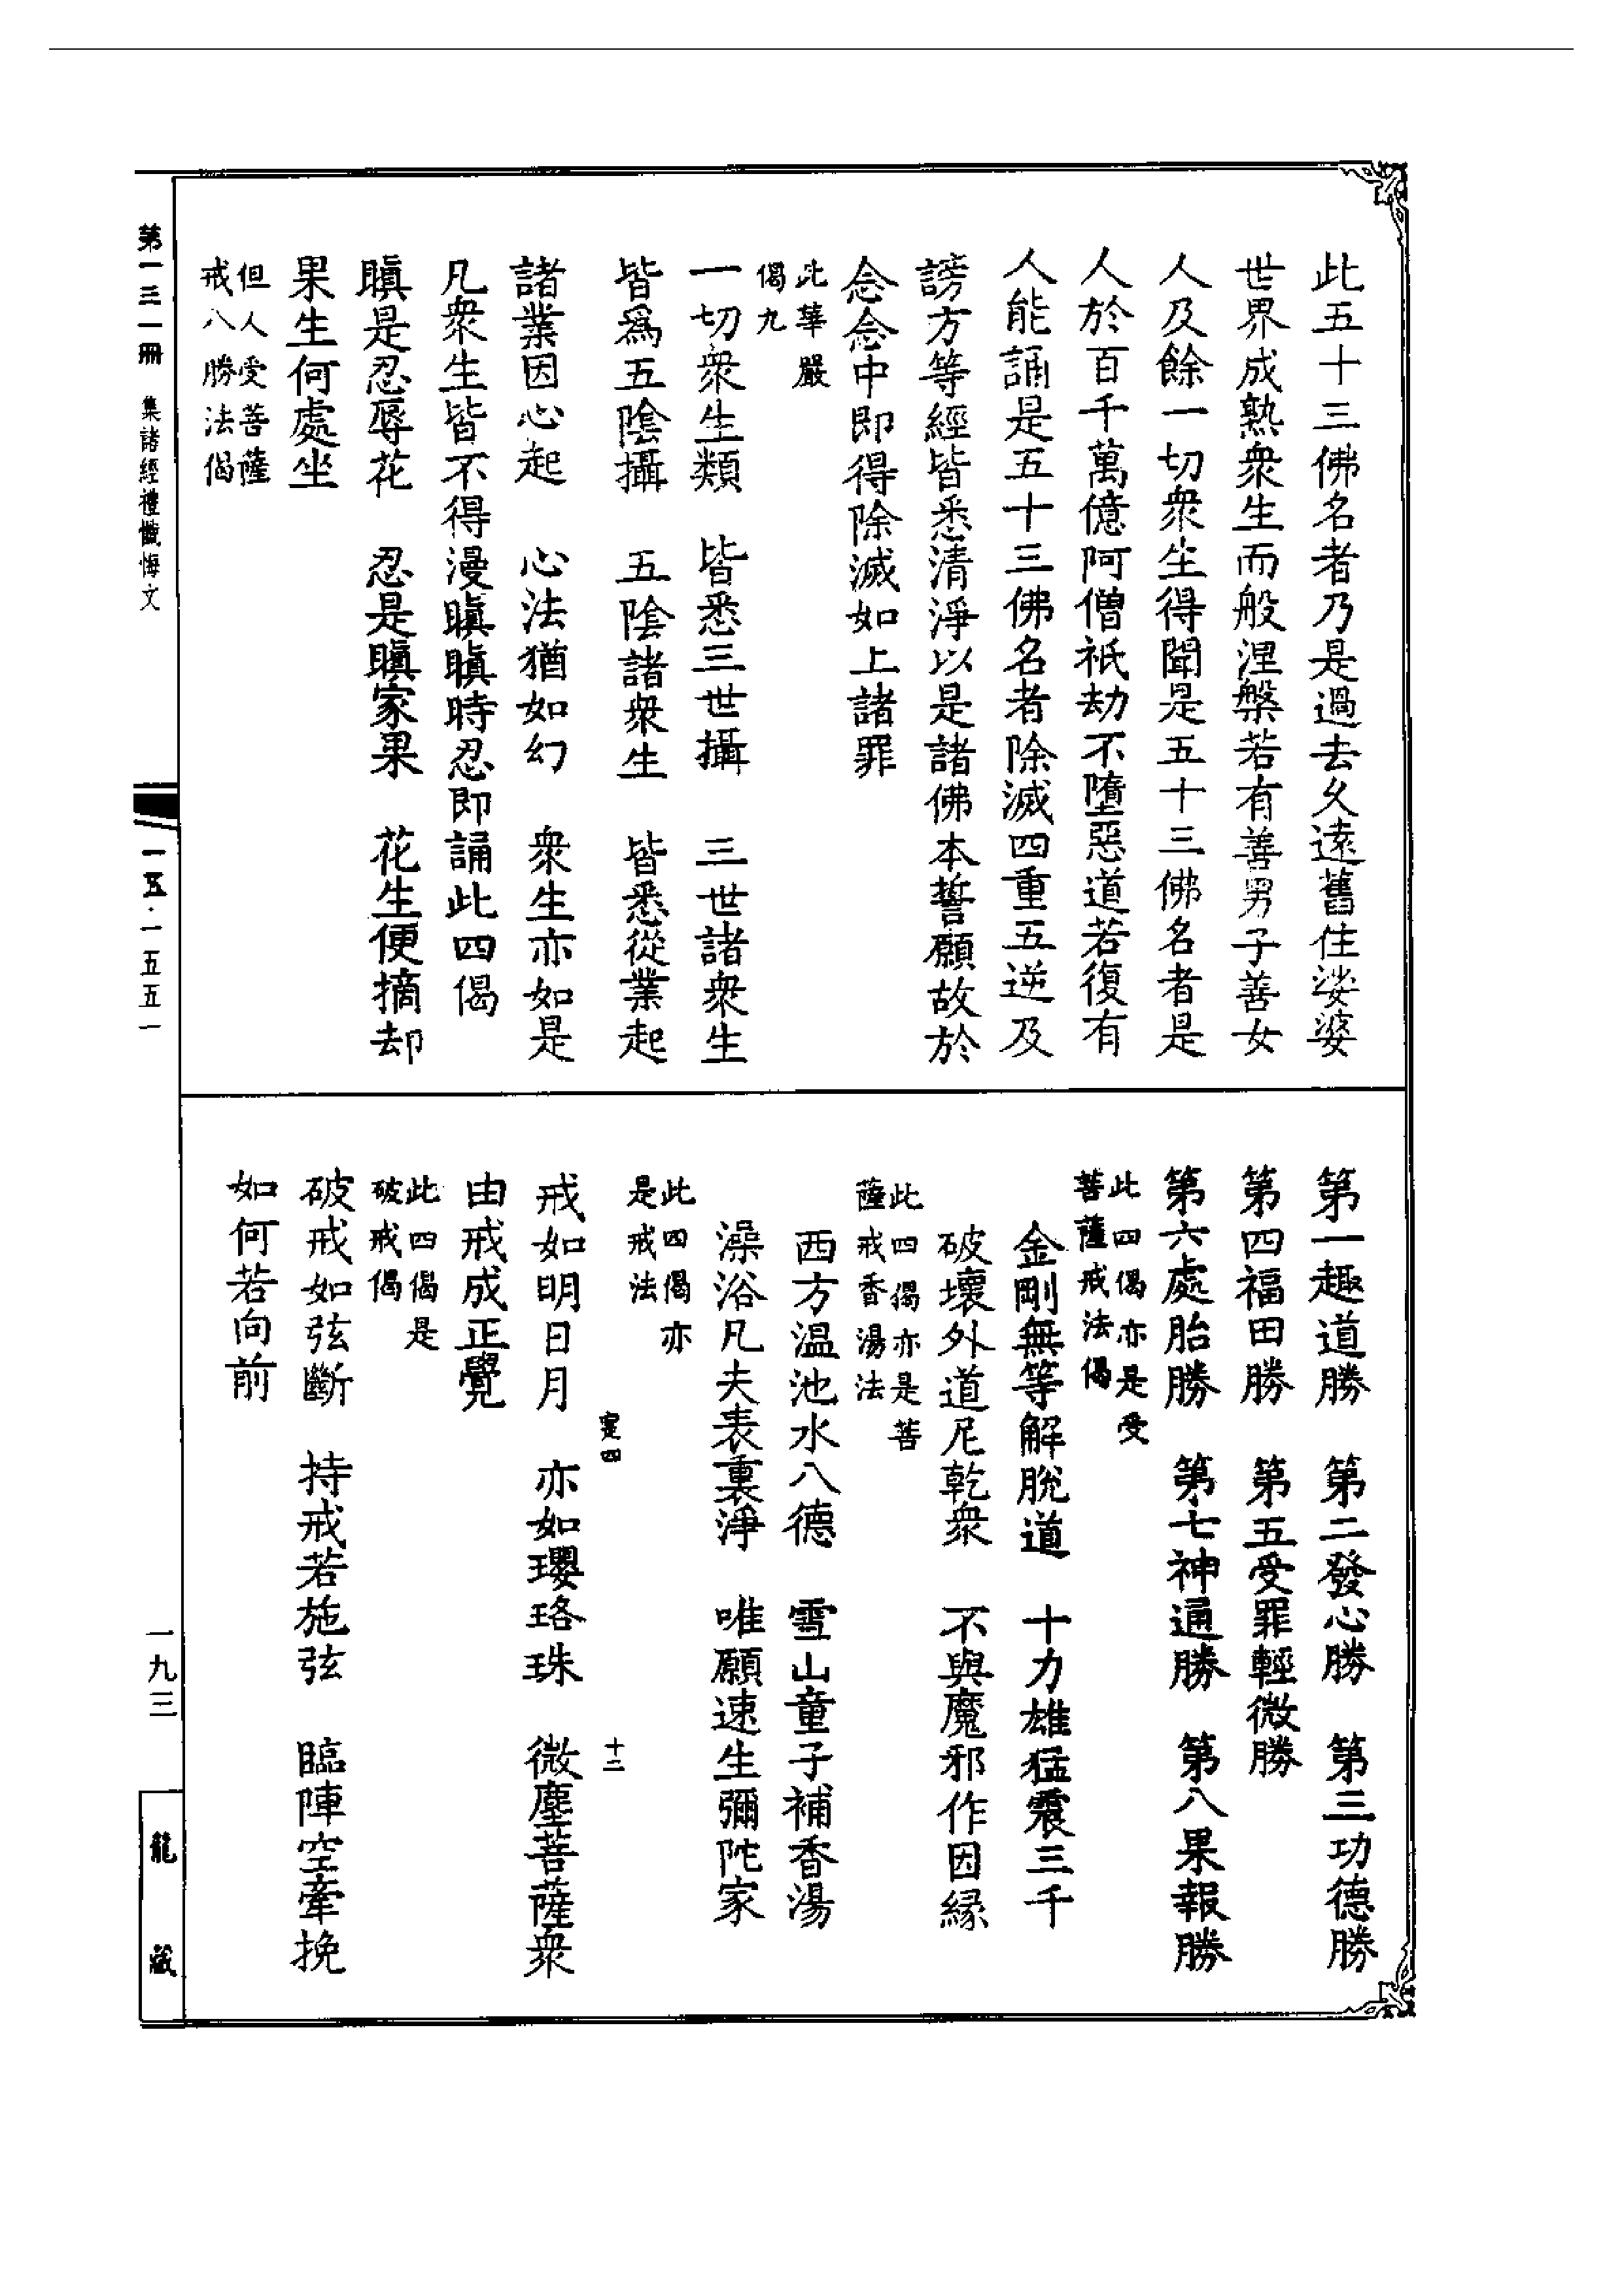 此五十三佛名者乃是過去久遠舊住娑婆
世界成熟衆生而般涅槃若有善男子善女
人及餘一切衆生得聞是五十三佛名者是
人於百千萬億阿僧祇劫不墮惡道若復有
人能誦是五十三佛名者除滅四重五逆及
謗方等經皆悉清淨以是諸佛本誓願故於
念念中即得除滅如上諸罪
此華嚴
偈九
一切衆生類　皆悉三世攝　三世諸衆生
皆爲五陰攝　五陰諸衆生　皆悉從業起
諸業因心起　心法猶如幻　衆生亦如是
凡衆生皆不得漫瞋瞋時忍即誦此四偈
瞋是忍辱花　忍是瞋家果　花生便摘却
果生何處坐
但人受菩薩
戒八勝法偈
第一趣道勝　第二發心勝　第三功德勝
第四福田勝　第五受罪輕微勝
第六處胎勝　第七神通勝　第八果報勝
此四偈亦是受
菩薩戒法偈
金剛無等解脫道　十力雄猛震三千
破壞外道尼乾衆　不與魔邪作因緣
此四偈亦是菩
薩戒香湯法
西方温池水八德　雪山童子補香湯
澡浴凡夫表裏淨　唯願速生彌陀家
此四偈亦
是戒法
寔四　十二
戒如明日月　亦如瓔珞珠　微塵菩薩衆
由戒成正覺
此四偈是
破戒偈
破戒如弦斷　持戒若施弦　臨陣空牽挽
如何若向前
第一三一冊　集諸經禮懺悔文
一五·一五五一
一九三
龍藏